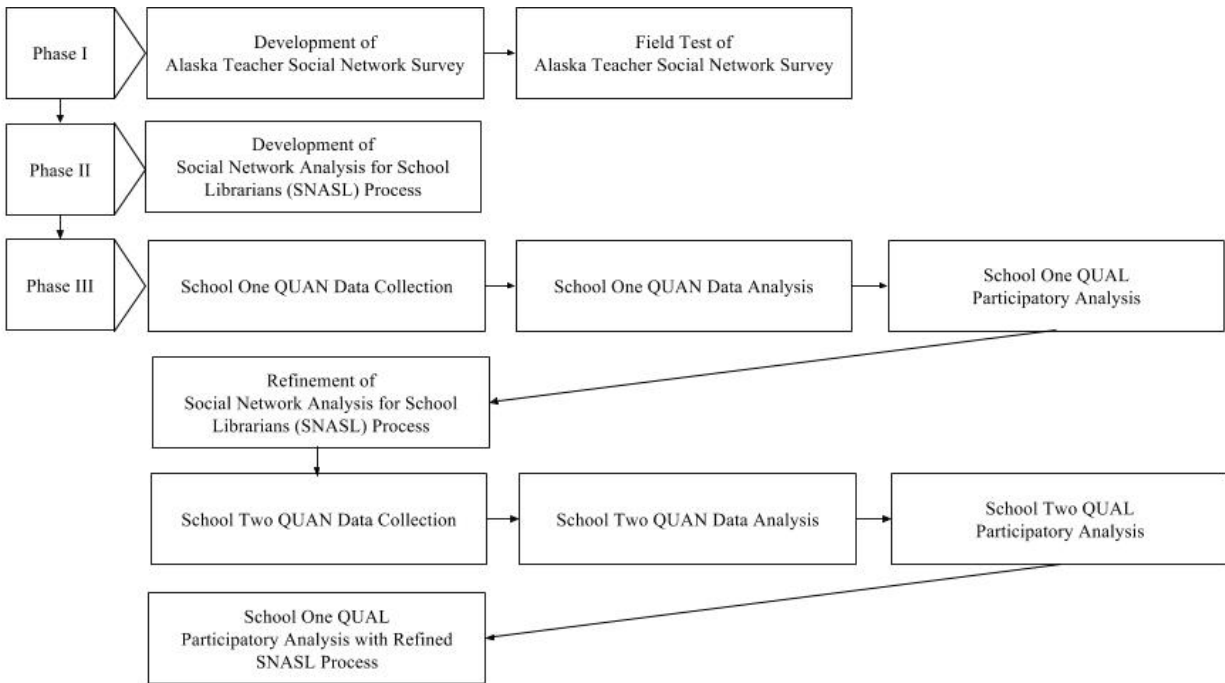 Phase I
Development of
Alaska Teacher Social Network Survey
Field Test of
Alaska Teacher Social Network Survey
Phase II
Development of
Social Network Analysis for School
Librarians (SNASL) Process
Phase III
School One QUAN Data Collection
School One QUAN Data Analysis
School One QUAL
Participatory Analysis
Refinement of
Social Network Analysis for School
Librarians (SNASL) Process
School Two QUAN Data Collection
School Two QUAN Data Analysis
School Two QUAL
Participatory Analysis
School One QUAL
Participatory Analysis with Refined
SNASL Process